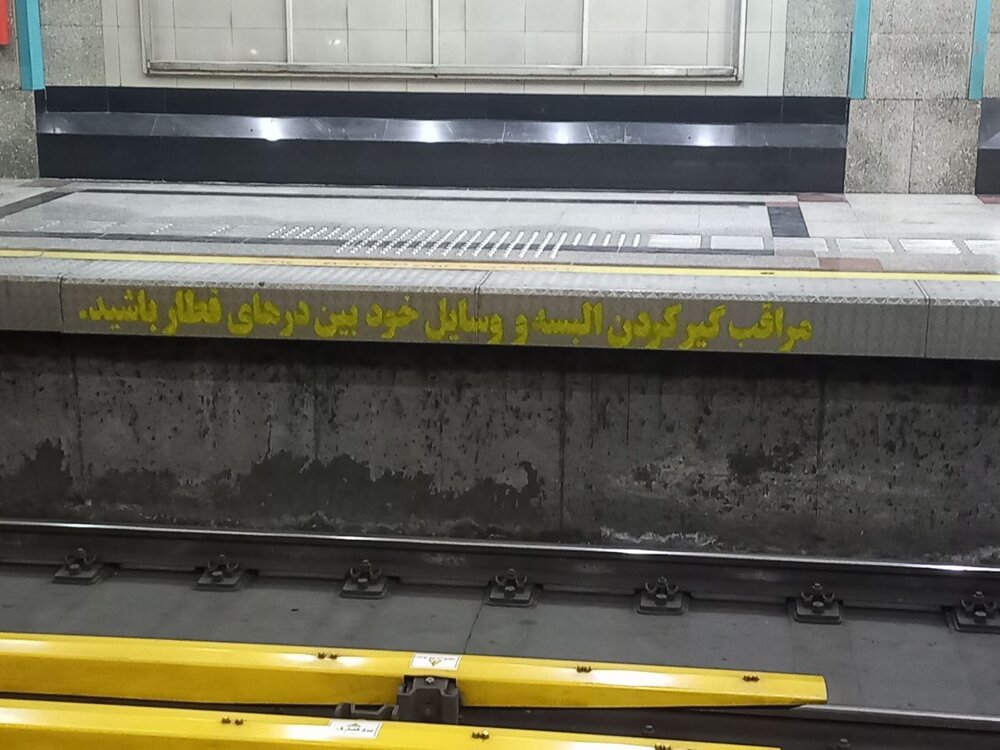 مراقب گیر کردن البسه و وسایل خود بین درهای قطار باشید.